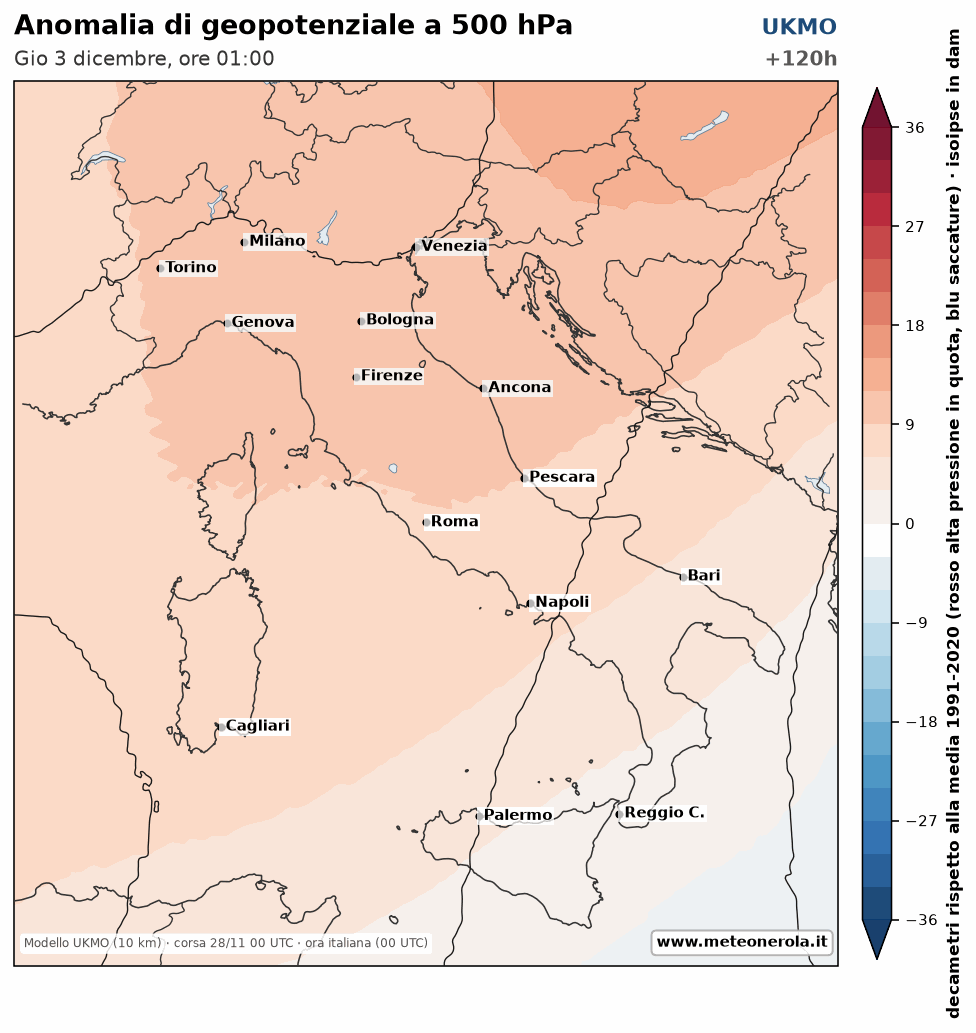 Anomalia di geopotenziale a 500 hPa
UKMO
Gio 3 dicembre, ore 01:00
+120h
Milano
Venezia
Torino
Genova
Bologna
Firenze
Ancona
Pescara
Roma
Bari
Napoli
Cagliari
Palermo
Reggio C.
Modello UKMO (10 km) · corsa 28/11 00 UTC · ora italiana (00 UTC)
www.meteonerola.it
36
27
18
9
0
−9
−18
−27
−36
decametri rispetto alla media 1991-2020 (rosso alta pressione in quota, blu saccature) · isoipse in dam